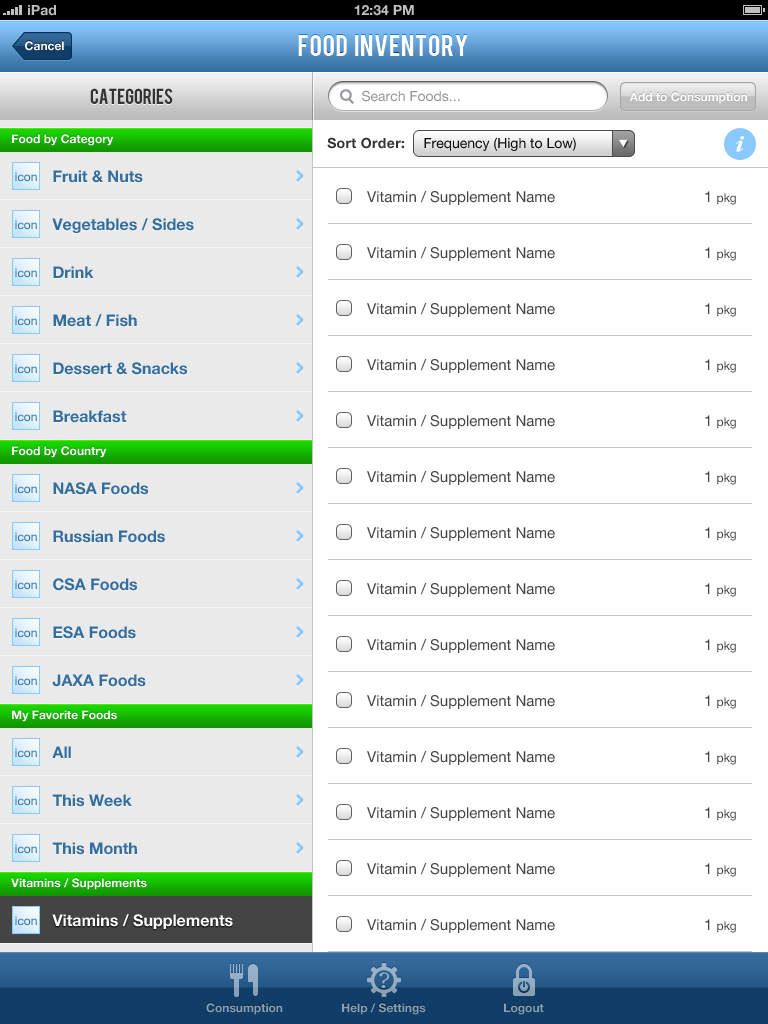 iPad 12:34 PM
Cancel FOOD INVENTORY
CATEGORIES
Search Foods... Add to Consumption
Food by Category
icon Fruit & Nuts
icon Vegetables / Sides
icon Drink
icon Meat / Fish
icon Dessert & Snacks
icon Breakfast
Food by Country
icon NASA Foods
icon Russian Foods
icon CSA Foods
icon ESA Foods
icon JAXA Foods
My Favorite Foods
icon All
icon This Week
icon This Month
Vitamins / Supplements
icon Vitamins / Supplements
Sort Order: Frequency (High to Low) i
Vitamin / Supplement Name 1 pkg
Vitamin / Supplement Name 1 pkg
Vitamin / Supplement Name 1 pkg
Vitamin / Supplement Name 1 pkg
Vitamin / Supplement Name 1 pkg
Vitamin / Supplement Name 1 pkg
Vitamin / Supplement Name 1 pkg
Vitamin / Supplement Name 1 pkg
Vitamin / Supplement Name 1 pkg
Vitamin / Supplement Name 1 pkg
Vitamin / Supplement Name 1 pkg
Vitamin / Supplement Name 1 pkg
Vitamin / Supplement Name 1 pkg
Vitamin / Supplement Name 1 pkg
Consumption ? Help / Settings Logout